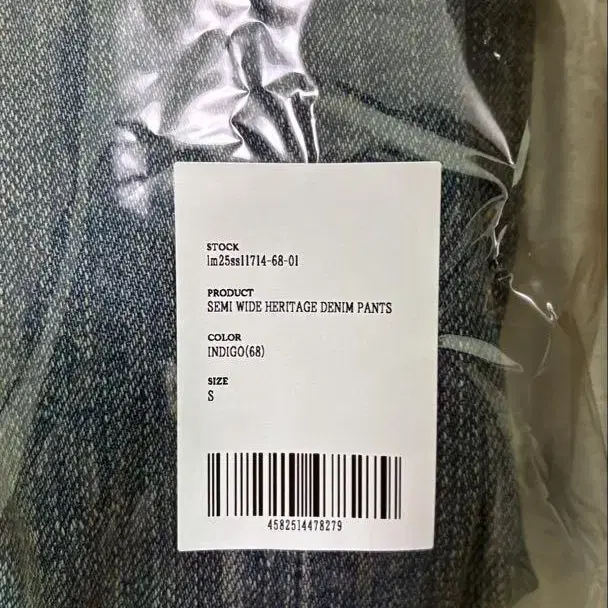 STOCK
lm25ss11714-68-01
PRODUCT
SEMI WIDE HERITAGE DENIM PANTS
COLOR
INDIGO(68)
SIZE
S
4582514478279